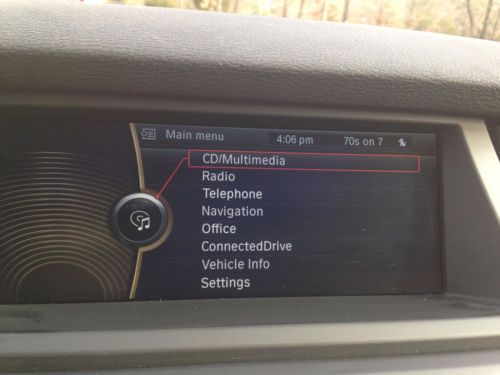 Main menu 4:06 pm 70s on 7
CD/Multimedia
Radio
Telephone
Navigation
Office
ConnectedDrive
Vehicle Info
Settings